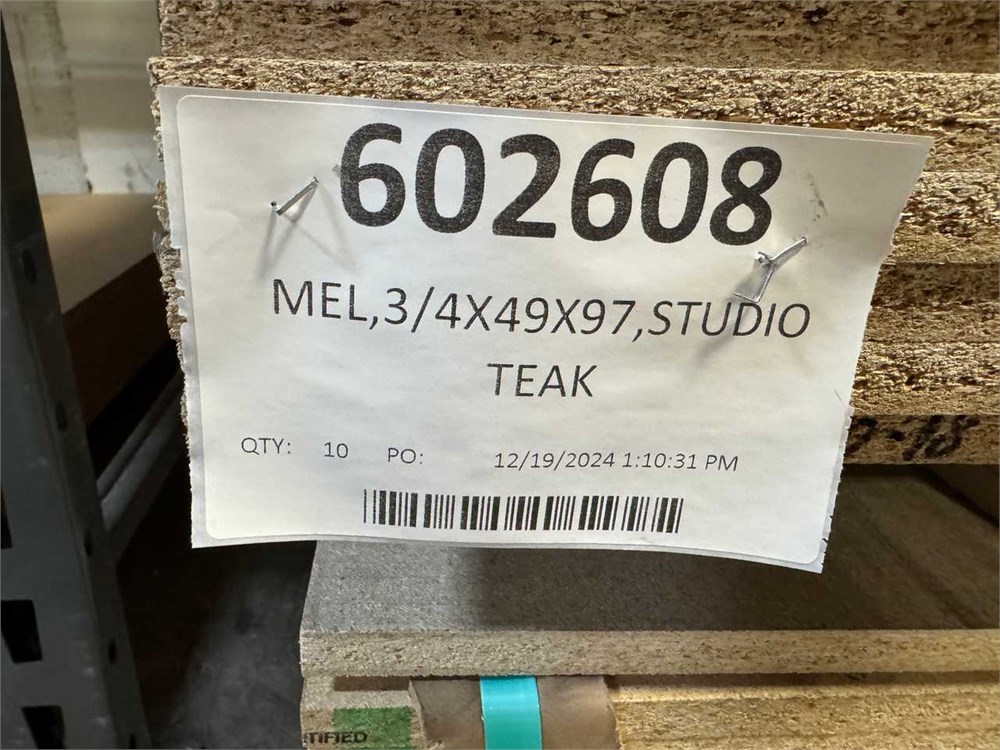 602608
MEL,3/4X49X97,STUDIO
TEAK
QTY: 10 PO: 12/19/2024 1:10:31 PM